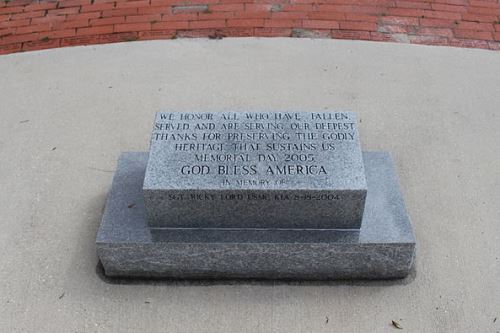 WE HONOR ALL WHO HAVE FALLEN
SERVED AND ARE SERVING OUR DEEPEST
THANKS FOR PRESERVING THE GODLY
HERITAGE THAT SUSTAINS US
MEMORIAL DAY 2005
GOD BLESS AMERICA
IN MEMORY OF
SGT. RICKY LORD USMC KIA 8-18-2004